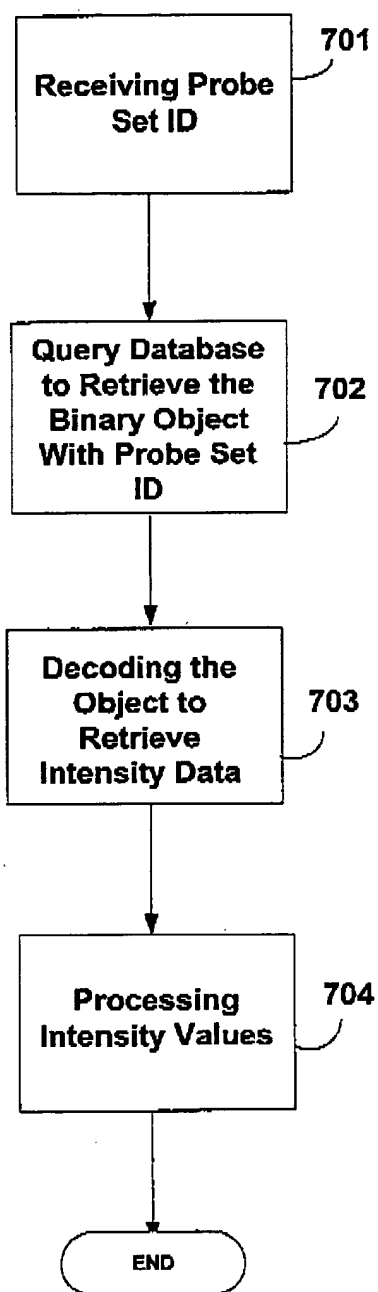 701
Receiving Probe
Set ID
Query Database
to Retrieve the
Binary Object
With Probe Set
ID
702
Decoding the
Object to
Retrieve
Intensity Data
703
Processing
Intensity Values
704
END